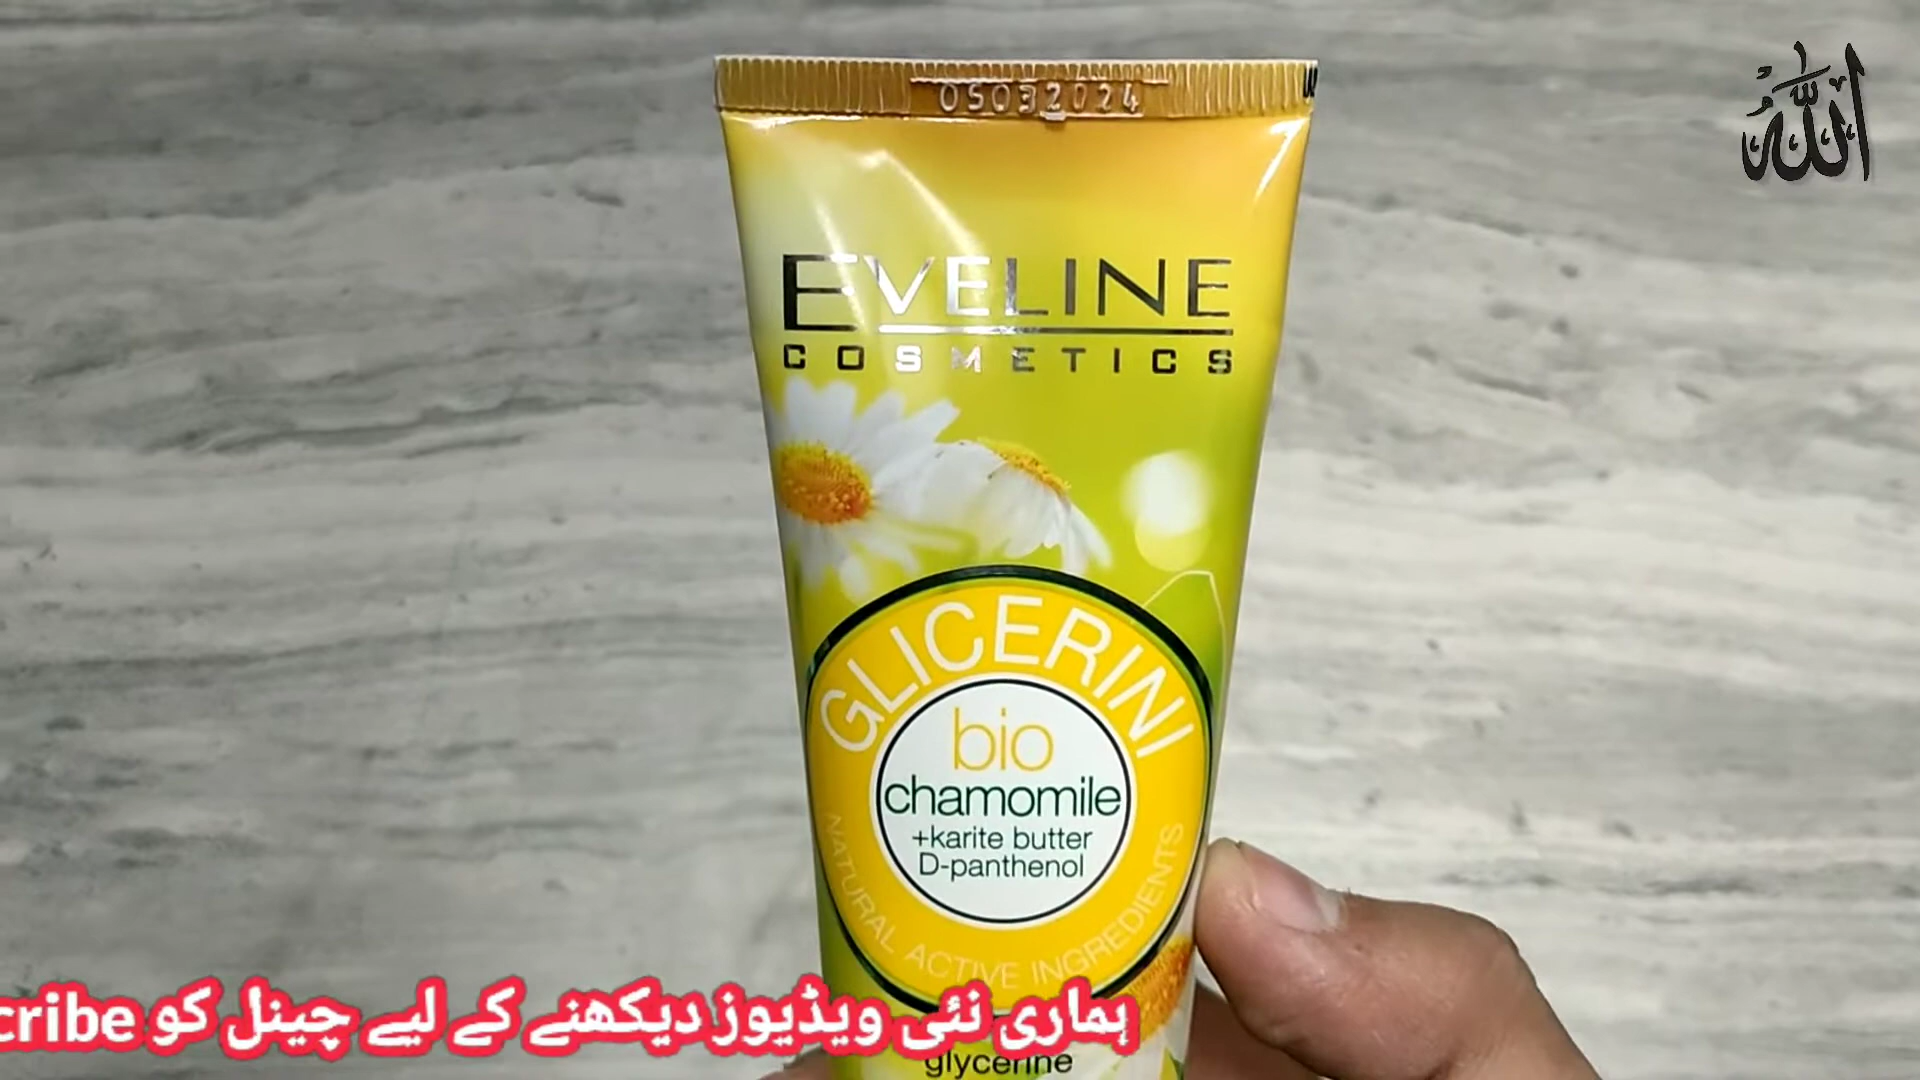 05032024
اللّٰه
EVELINE
COSMETICS
GLICERINI
bio
chamomile
+karite butter
D-panthenol
NATURAL ACTIVE INGREDIENTS
ہماری نئی ویڈیوز دیکھنے کے لیے چینل کو cribe
glycerine